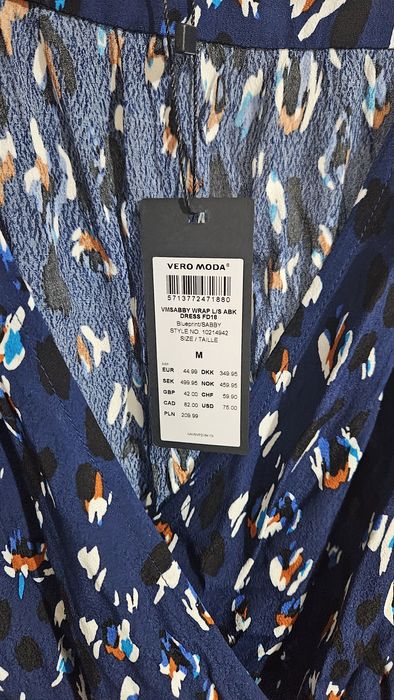 VERO MODA®
5713772471880
VMSABBY WRAP L/S ABK
DRESS FD18
Blueprint/SABBY
STYLE NO. 10214942
SIZE / TAILLE
M
EUR 44.99 DKK 349.95
SEK 499.95 NOK 459.95
GBP 42.00 CHF 59.90
CAD 82.00 USD 75.00
PLN 209.99